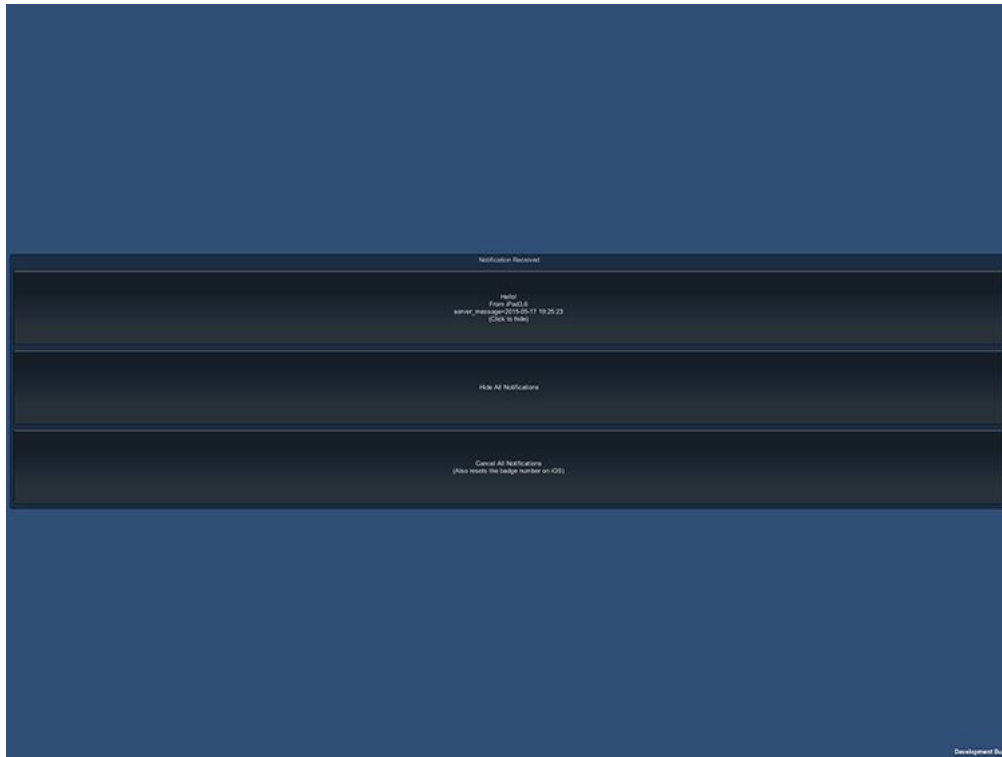 Notification Received
Hello!
From iPad3,6
server_message=2015-05-17 19:25:23
(Click to hide)
Hide All Notifications
Cancel All Notifications
(Also resets the badge number on iOS)
Development Bu